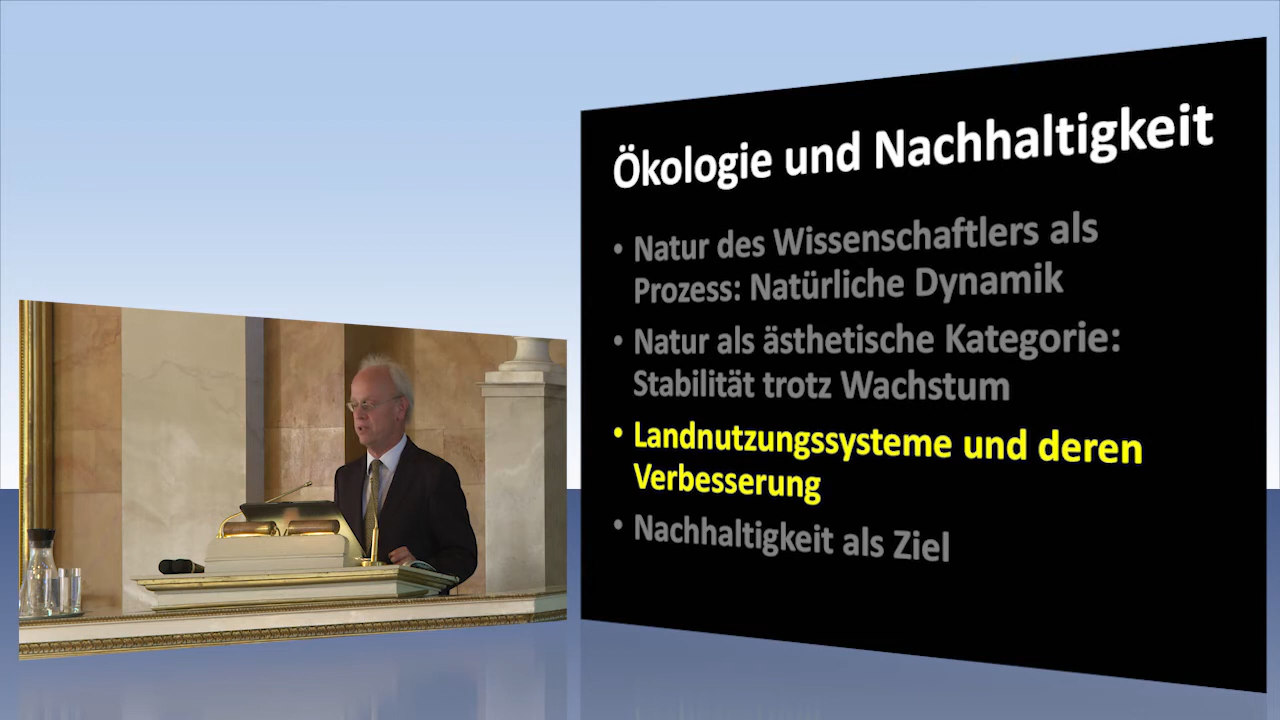 Ökologie und Nachhaltigkeit
• Natur des Wissenschaftlers als
Prozess: Natürliche Dynamik
• Natur als ästhetische Kategorie:
Stabilität trotz Wachstum
• Landnutzungssysteme und deren
Verbesserung
• Nachhaltigkeit als Ziel